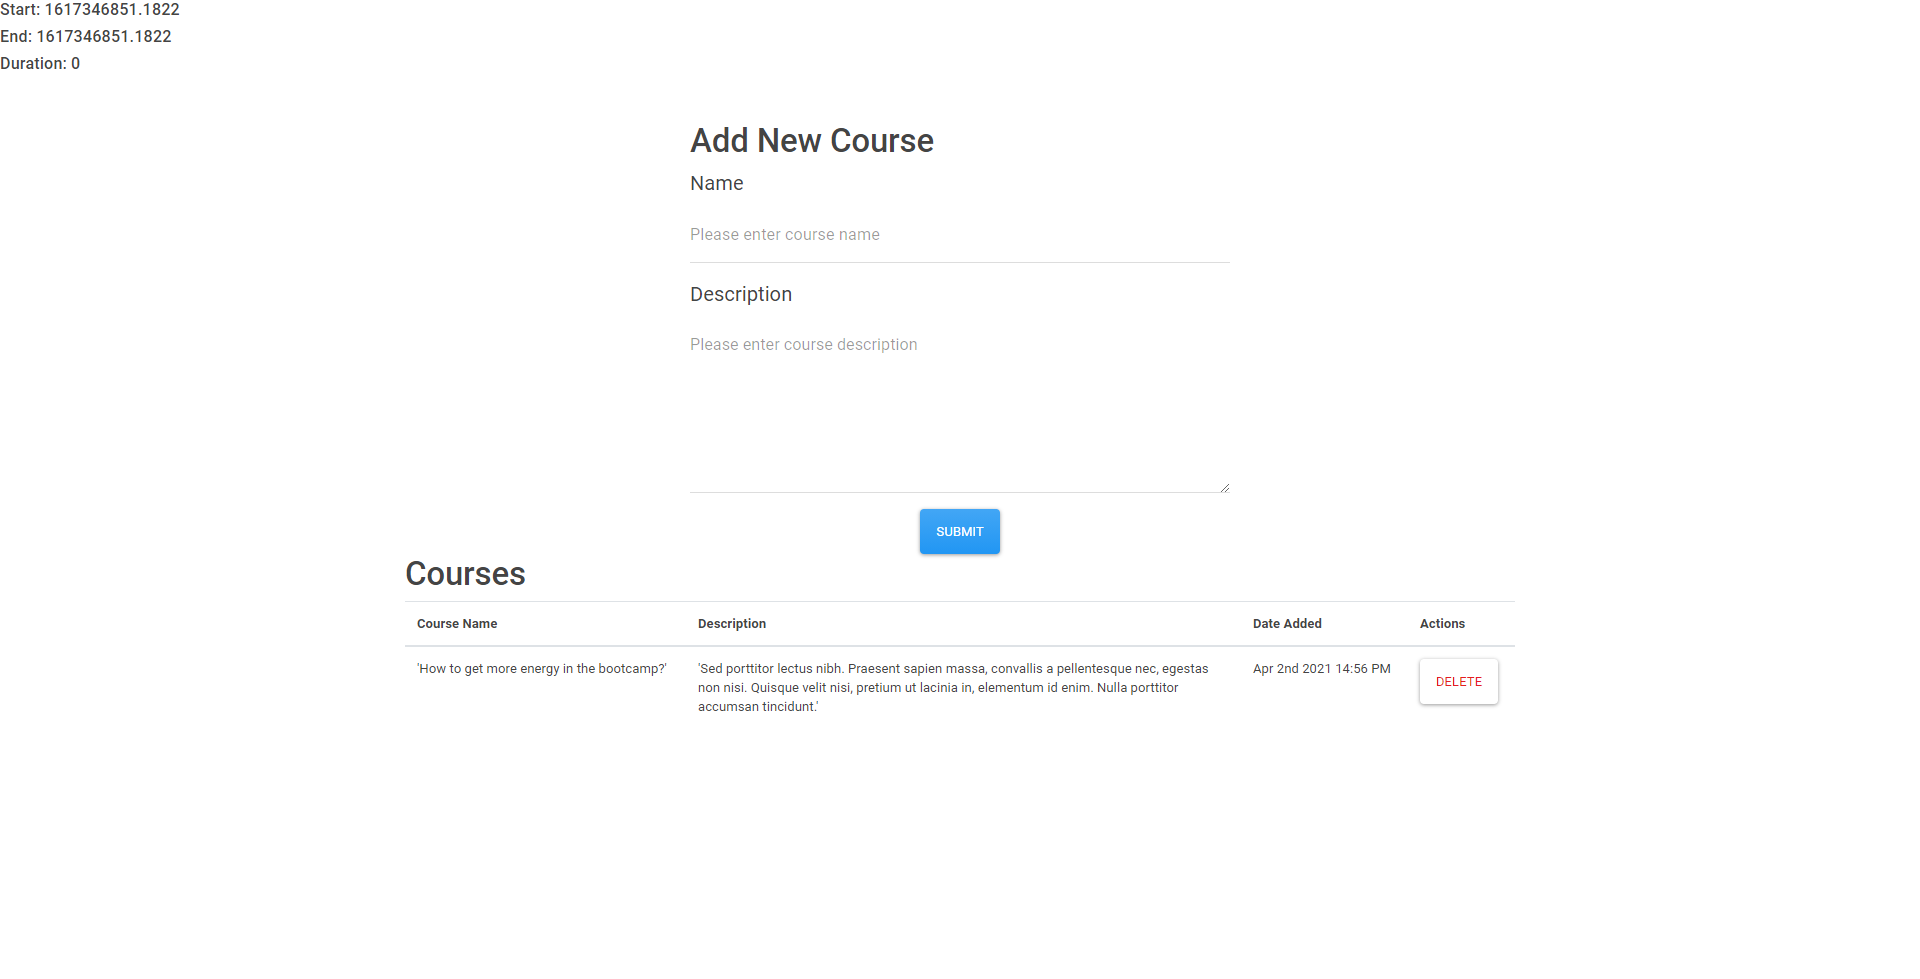 Start: 1617346851.1822
End: 1617346851.1822
Duration: 0
Add New Course
Name
Please enter course name
Description
Please enter course description
SUBMIT
Courses
Course Name Description Date Added Actions
'How to get more energy in the bootcamp?' 'Sed porttitor lectus nibh. Praesent sapien massa, convallis a pellentesque nec, egestas Apr 2nd 2021 14:56 PM DELETE
non nisi. Quisque velit nisi, pretium ut lacinia in, elementum id enim. Nulla porttitor
accumsan tincidunt.'